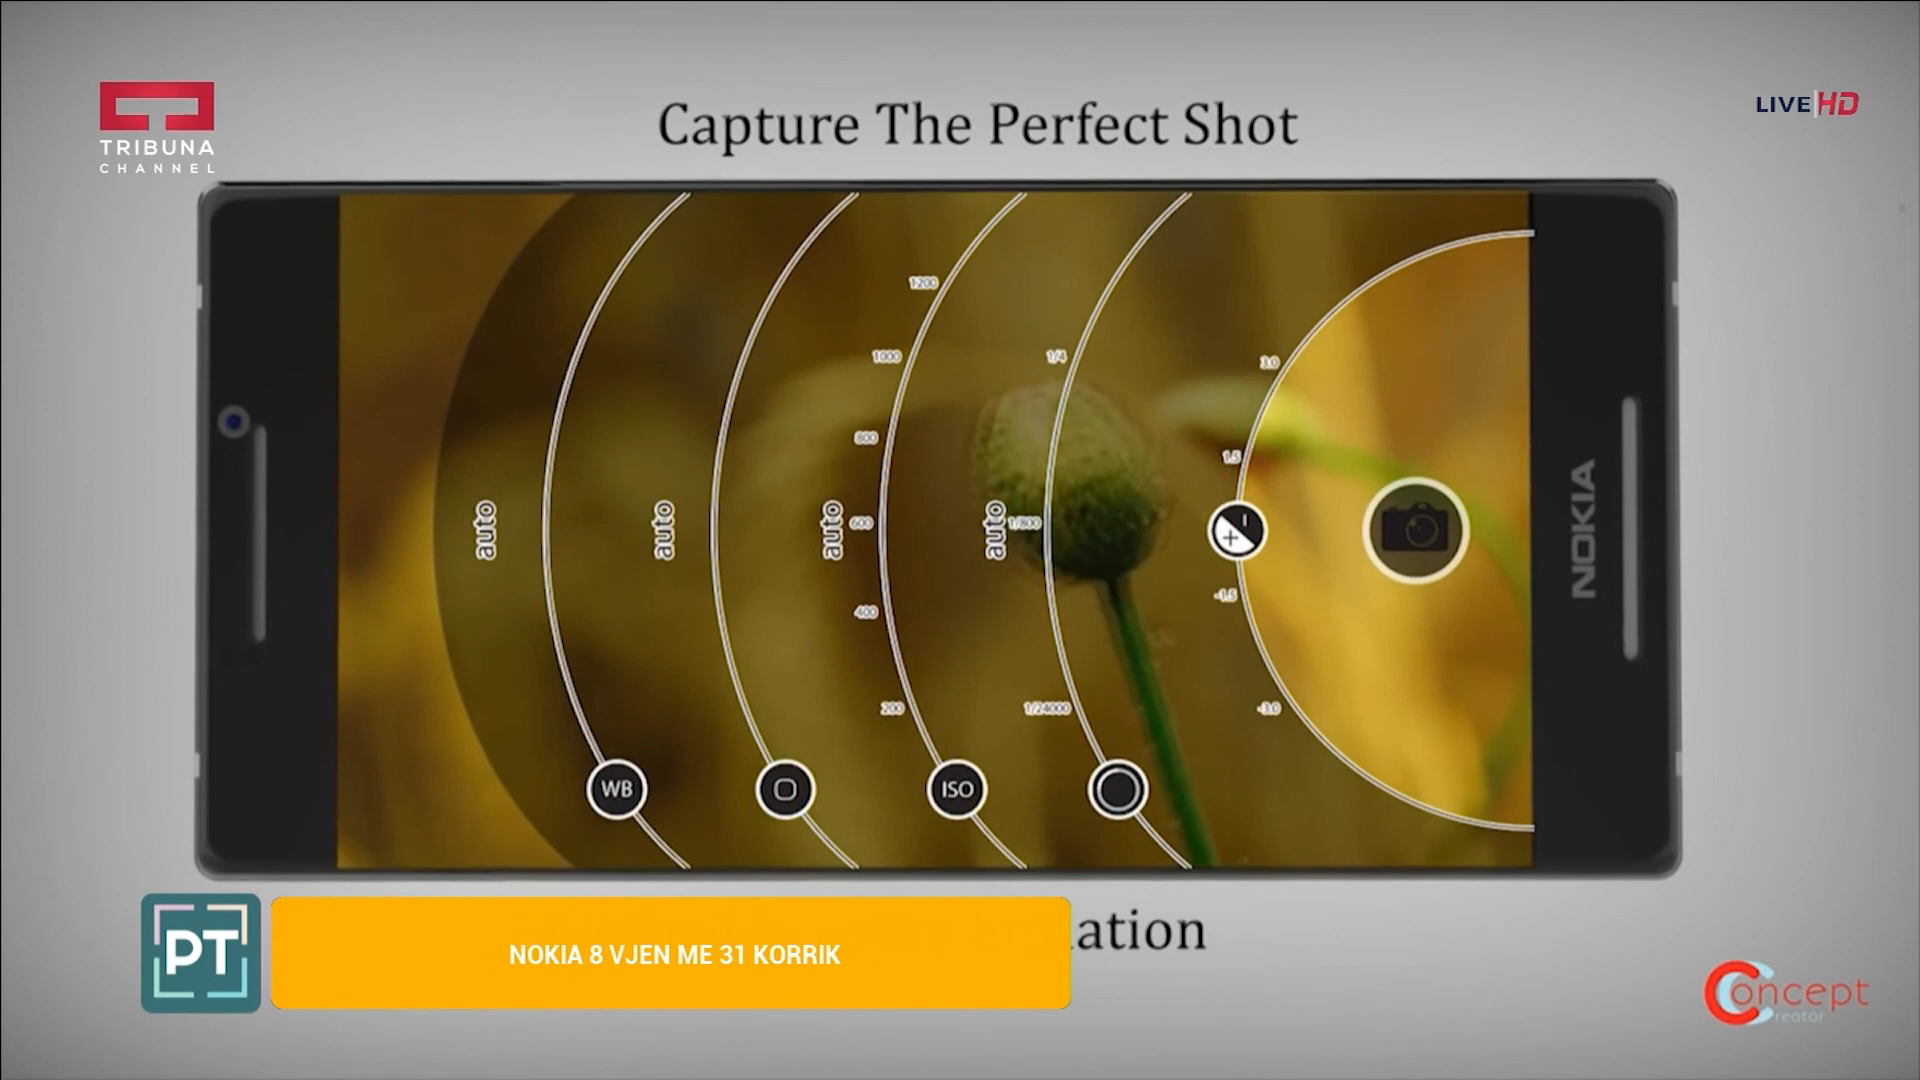 TRIBUNA
CHANNEL
LIVE HD
Capture The Perfect Shot
1200
1000
1/4
3.0
800
1.5
auto
auto
auto
600
auto
1/800
NOKIA
-1.5
400
200
1/24000
-3.0
WB
ISO
PT
NOKIA 8 VJEN ME 31 KORRIK
ation
Concept
Creator